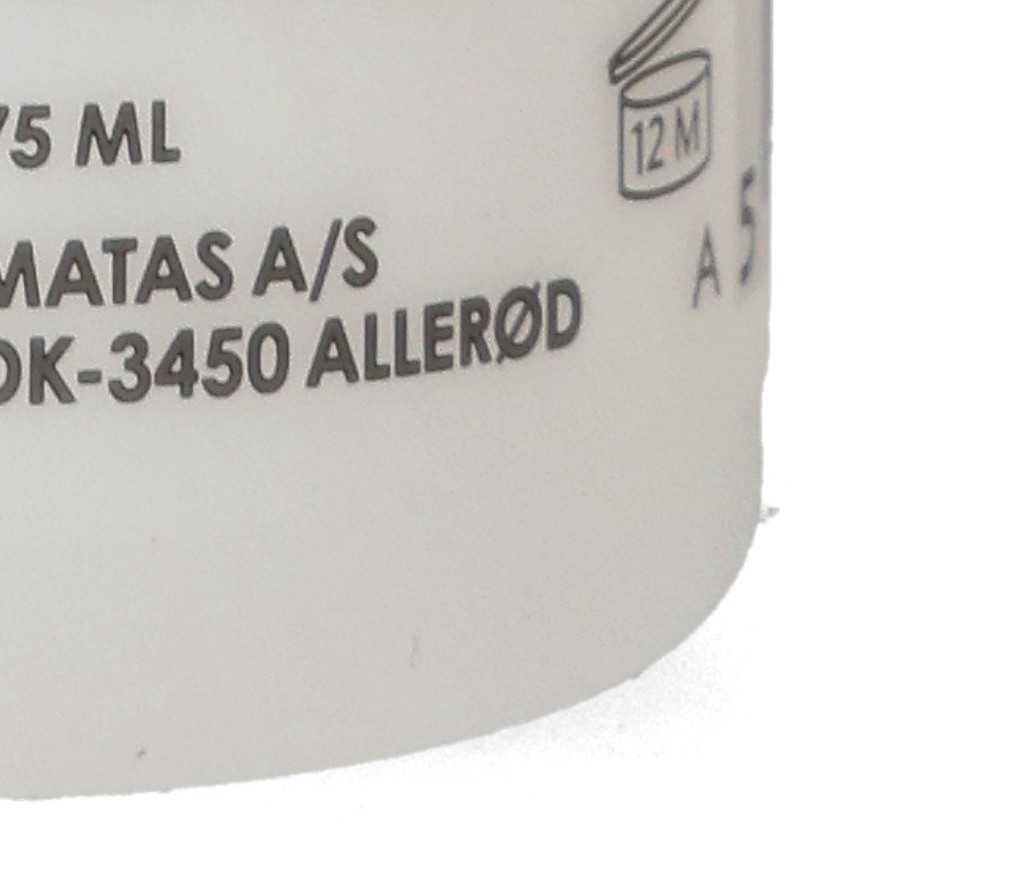 75 ML
MATAS A/S
DK-3450 ALLERØD
12 M
A 5